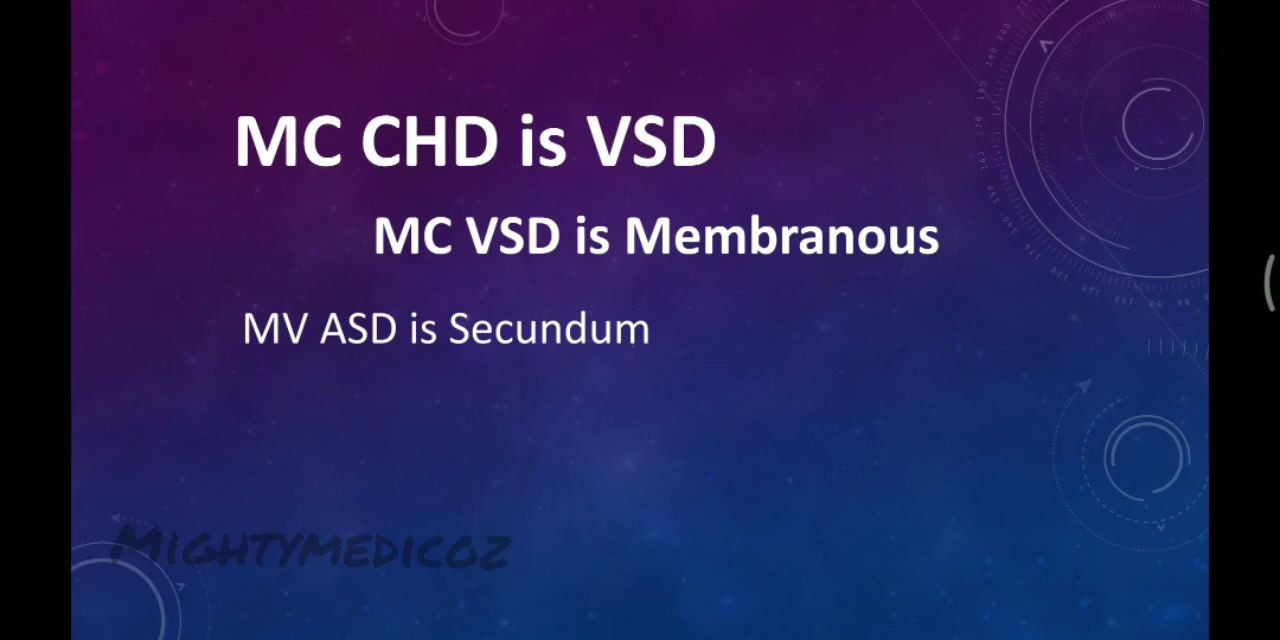 MC CHD is VSD
MC VSD is Membranous
MV ASD is Secundum
Mightymedicoz